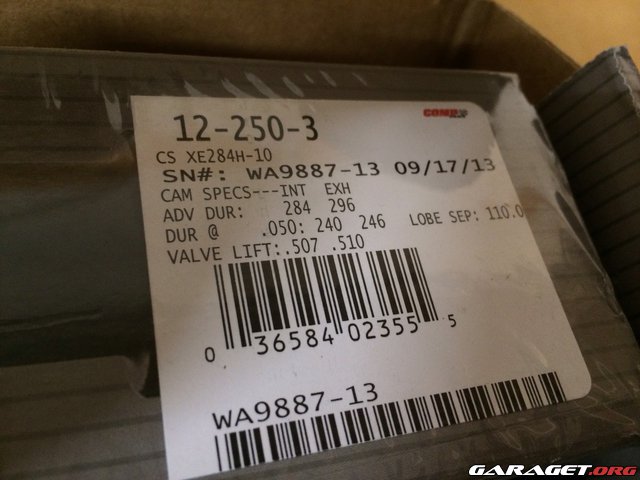 COMP
12-250-3
CS XE284H-10
SN#: WA9887-13 09/17/13
CAM SPECS---INT EXH
ADV DUR: 284 296
DUR @ .050: 240 246 LOBE SEP: 110.0
VALVE LIFT:.507 .510
0 36584 02355 5
WA9887-13
GARAGET.ORG